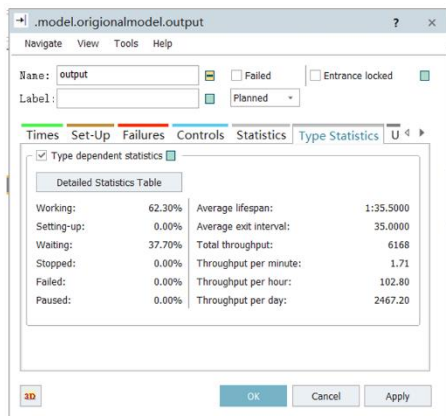 .model.origionalmodel.output ? ×
Navigate View Tools Help
Name: output Failed Entrance locked
Label: Planned
Times Set-Up Failures Controls Statistics Type Statistics U
Type dependent statistics
Detailed Statistics Table
Working: 62.30% Average lifespan: 1:35.5000
Setting-up: 0.00% Average exit interval: 35.0000
Waiting: 37.70% Total throughput: 6168
Stopped: 0.00% Throughput per minute: 1.71
Failed: 0.00% Throughput per hour: 102.80
Paused: 0.00% Throughput per day: 2467.20
3D OK Cancel Apply